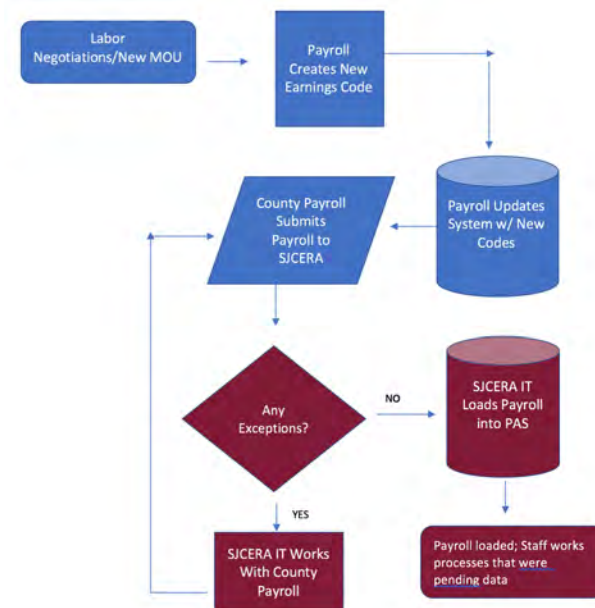 Labor
Negotiations/New MOU
Payroll
Creates New
Earnings Code
Payroll Updates
System w/ New
Codes
County Payroll
Submits
Payroll to
SJCERA
Any
Exceptions?
NO
SJCERA IT
Loads Payroll
into PAS
YES
SJCERA IT Works
With County
Payroll
Payroll loaded; Staff works
processes that were
pending data